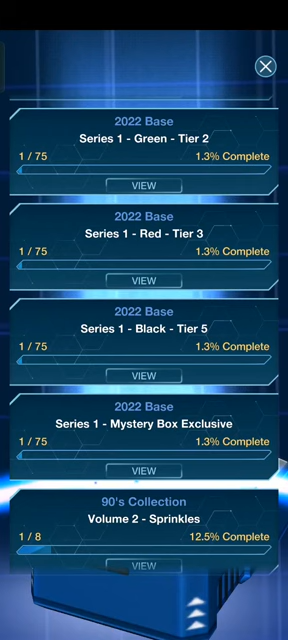 2022 Base
Series 1 - Green - Tier 2
1 / 75 1.3% Complete
VIEW
2022 Base
Series 1 - Red - Tier 3
1 / 75 1.3% Complete
VIEW
2022 Base
Series 1 - Black - Tier 5
1 / 75 1.3% Complete
VIEW
2022 Base
Series 1 - Mystery Box Exclusive
1 / 75 1.3% Complete
VIEW
90's Collection
Volume 2 - Sprinkles
1 / 8 12.5% Complete
VIEW